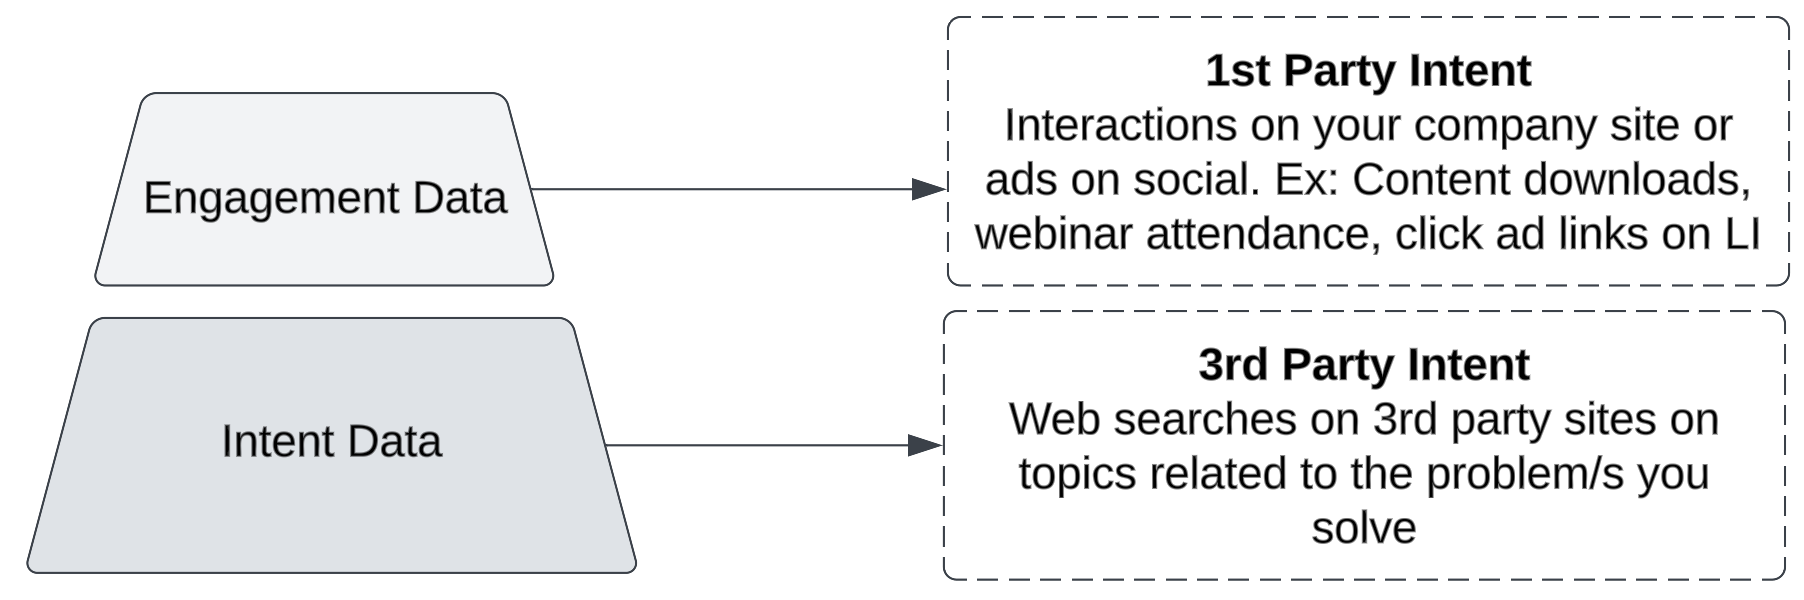 Engagement Data
1st Party Intent
Interactions on your company site or
ads on social. Ex: Content downloads,
webinar attendance, click ad links on LI
Intent Data
3rd Party Intent
Web searches on 3rd party sites on
topics related to the problem/s you
solve